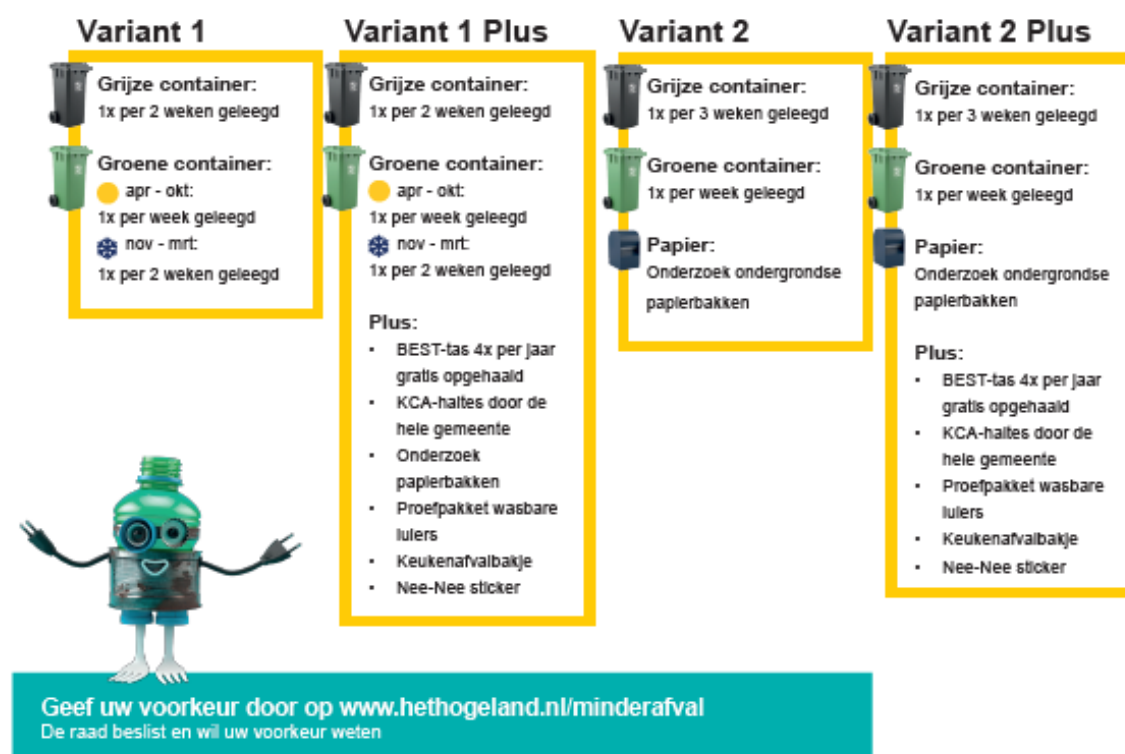 Variant 1
Grijze container:
1x per 2 weken geleegd
Groene container:
apr - okt:
1x per week geleegd
nov - mrt:
1x per 2 weken geleegd
Variant 1 Plus
Grijze container:
1x per 2 weken geleegd
Groene container:
apr - okt:
1x per week geleegd
nov - mrt:
1x per 2 weken geleegd
Plus:
• BEST-tas 4x per jaar
gratis opgehaald
• KCA-haltes door de
hele gemeente
• Onderzoek
papierbakken
• Proefpakket wasbare
luiers
• Keukenafvalbakje
• Nee-Nee sticker
Variant 2
Grijze container:
1x per 3 weken geleegd
Groene container:
1x per week geleegd
Papier:
Onderzoek ondergrondse
papierbakken
Variant 2 Plus
Grijze container:
1x per 3 weken geleegd
Groene container:
1x per week geleegd
Papier:
Onderzoek ondergrondse
papierbakken
Plus:
• BEST-tas 4x per jaar
gratis opgehaald
• KCA-haltes door de
hele gemeente
• Proefpakket wasbare
luiers
• Keukenafvalbakje
• Nee-Nee sticker
Geef uw voorkeur door op www.hethogeland.nl/minderafval
De raad beslist en wil uw voorkeur weten